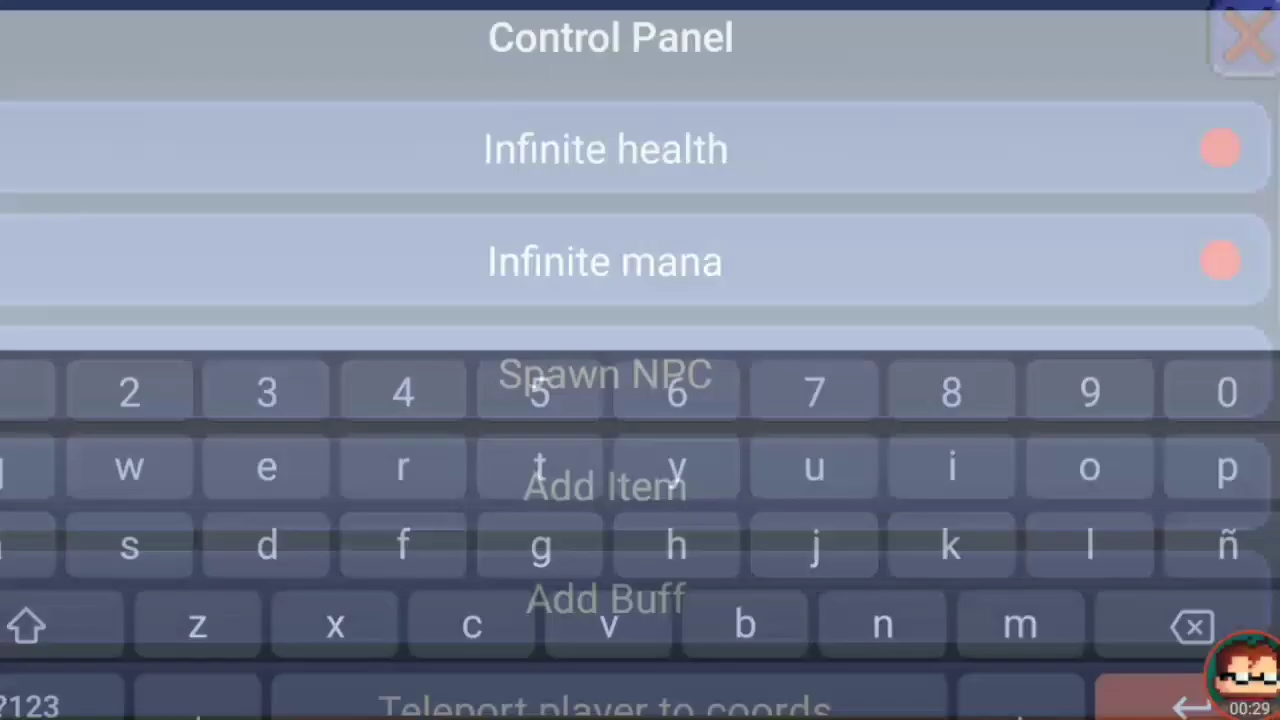 Control Panel
Infinite health
Infinite mana
Spawn NPC
2 3 4 5 6 7 8 9 0
Add Item
w e r t y u i o p
s d f g h j k l ñ
Add Buff
z x c v b n m
?123
Teleport player to coords
00:29